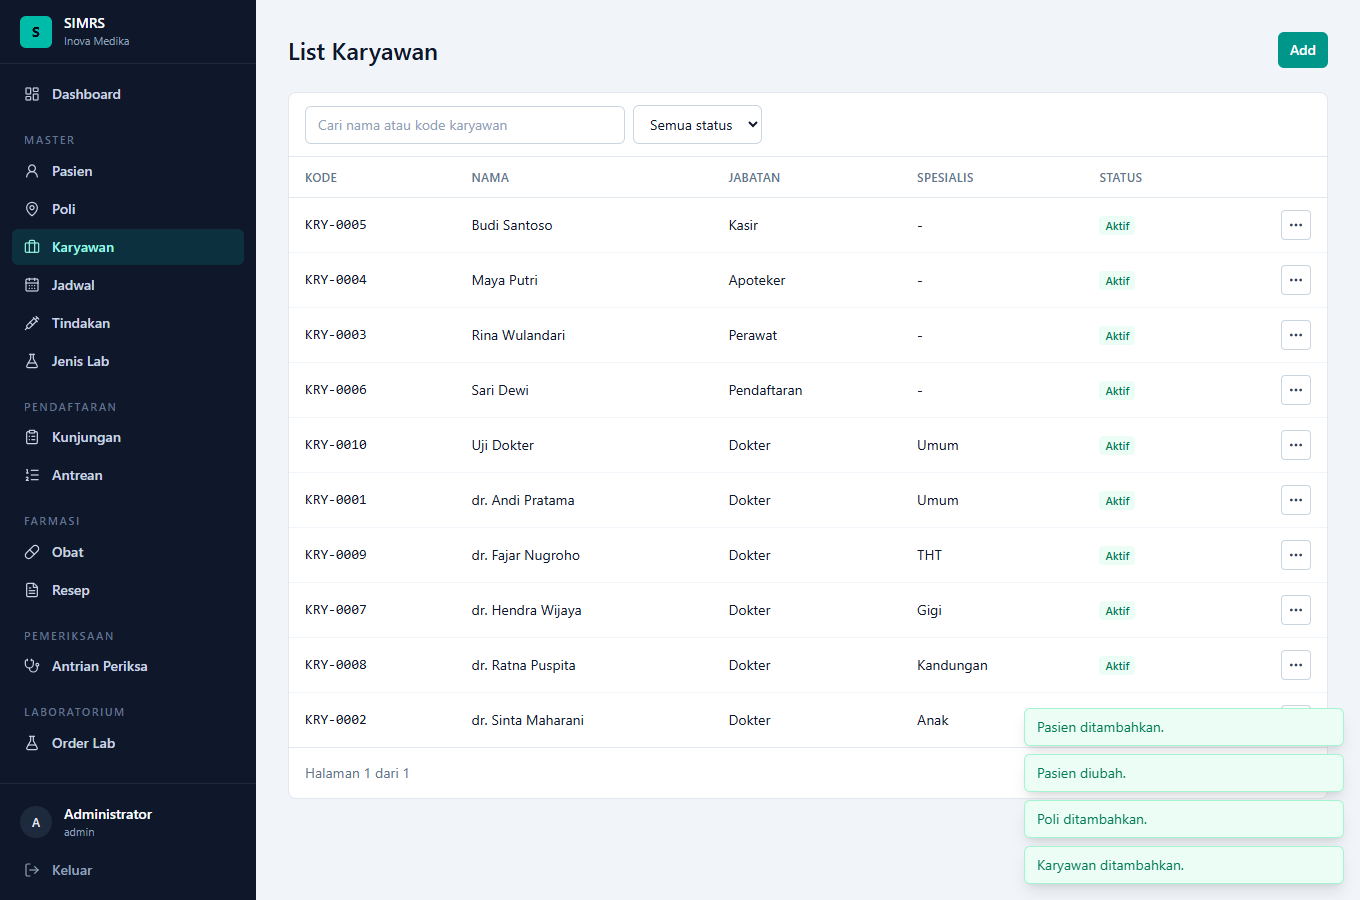 S
SIMRS
Inova Medika
Dashboard
MASTER
Pasien
Poli
Karyawan
Jadwal
Tindakan
Jenis Lab
PENDAFTARAN
Kunjungan
Antrean
FARMASI
Obat
Resep
PEMERIKSAAN
Antrian Periksa
LABORATORIUM
Order Lab
A
Administrator
admin
Keluar
List Karyawan
Add
Cari nama atau kode karyawan
Semua status
KODE NAMA JABATAN SPESIALIS STATUS
KRY-0005 Budi Santoso Kasir - Aktif
KRY-0004 Maya Putri Apoteker - Aktif
KRY-0003 Rina Wulandari Perawat - Aktif
KRY-0006 Sari Dewi Pendaftaran - Aktif
KRY-0010 Uji Dokter Dokter Umum Aktif
KRY-0001 dr. Andi Pratama Dokter Umum Aktif
KRY-0009 dr. Fajar Nugroho Dokter THT Aktif
KRY-0007 dr. Hendra Wijaya Dokter Gigi Aktif
KRY-0008 dr. Ratna Puspita Dokter Kandungan Aktif
KRY-0002 dr. Sinta Maharani Dokter Anak
Halaman 1 dari 1
Pasien ditambahkan.
Pasien diubah.
Poli ditambahkan.
Karyawan ditambahkan.